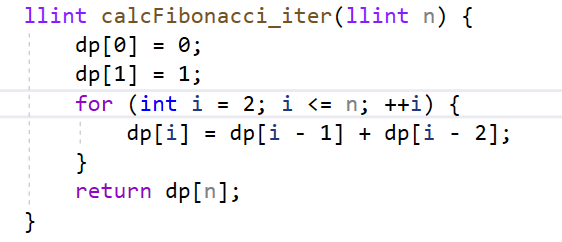 llint calcFibonacci_iter(llint n) {
    dp[0] = 0;
    dp[1] = 1;
    for (int i = 2; i <= n; ++i) {
        dp[i] = dp[i - 1] + dp[i - 2];
    }
    return dp[n];
}